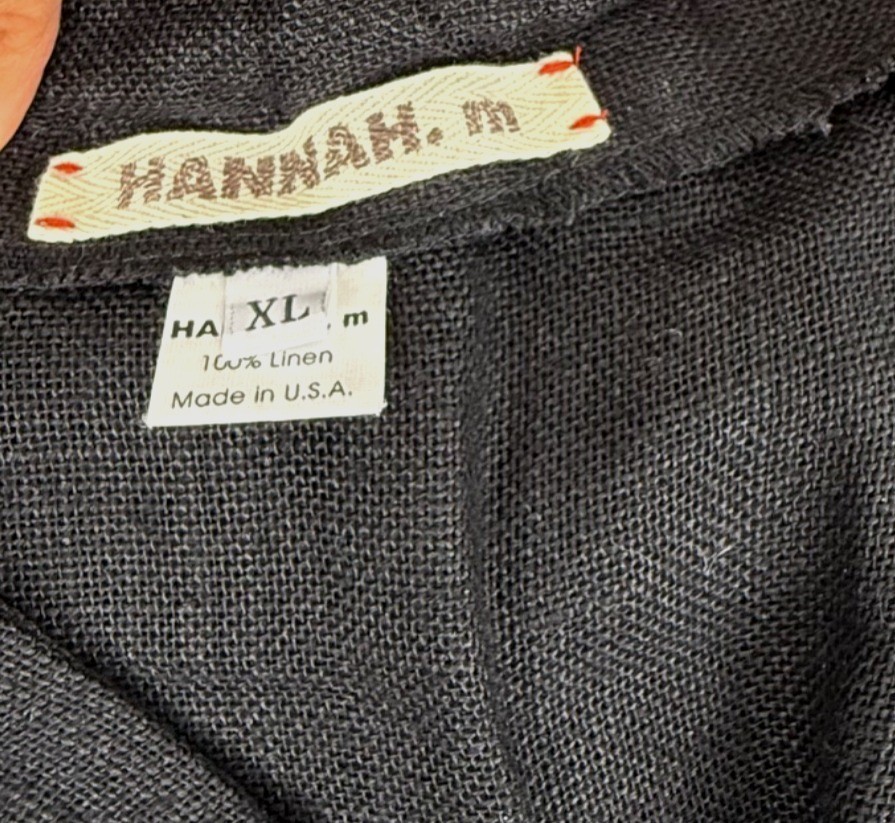 HANNAH. m
XL
HA . m
100% Linen
Made in U.S.A.